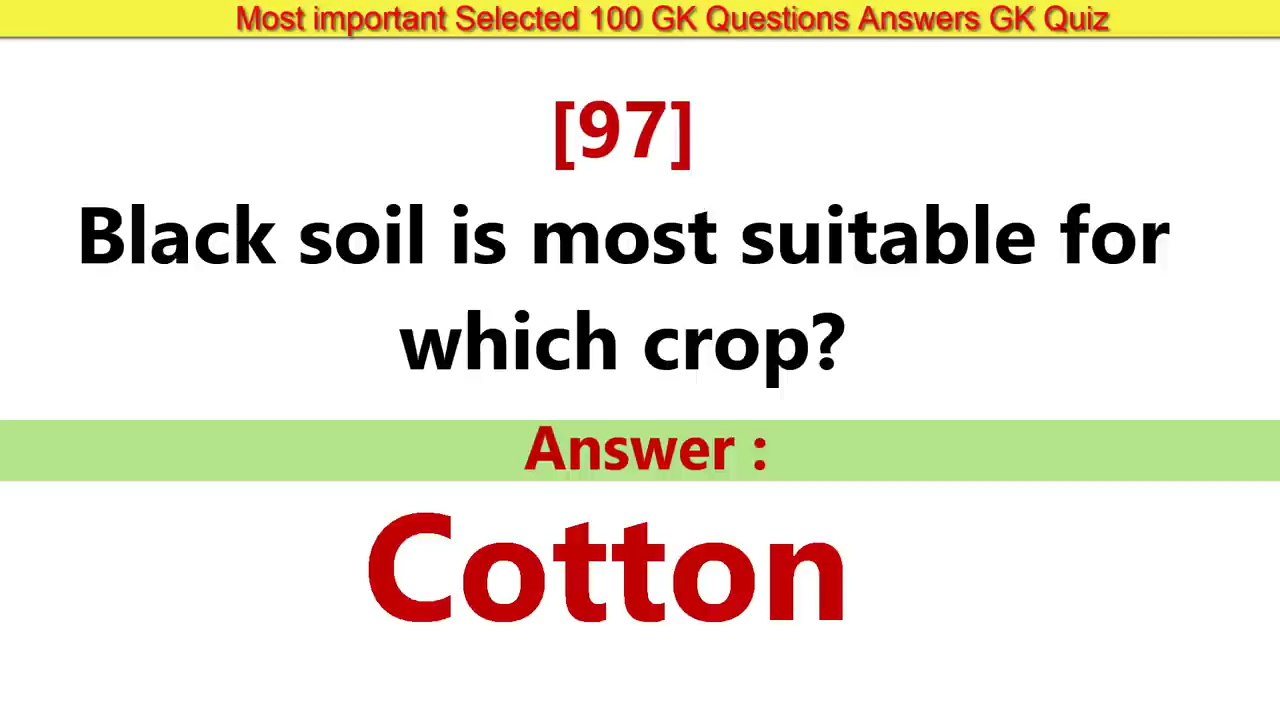 Most important Selected 100 GK Questions Answers GK Quiz
[97]
Black soil is most suitable for
which crop?
Answer :
Cotton